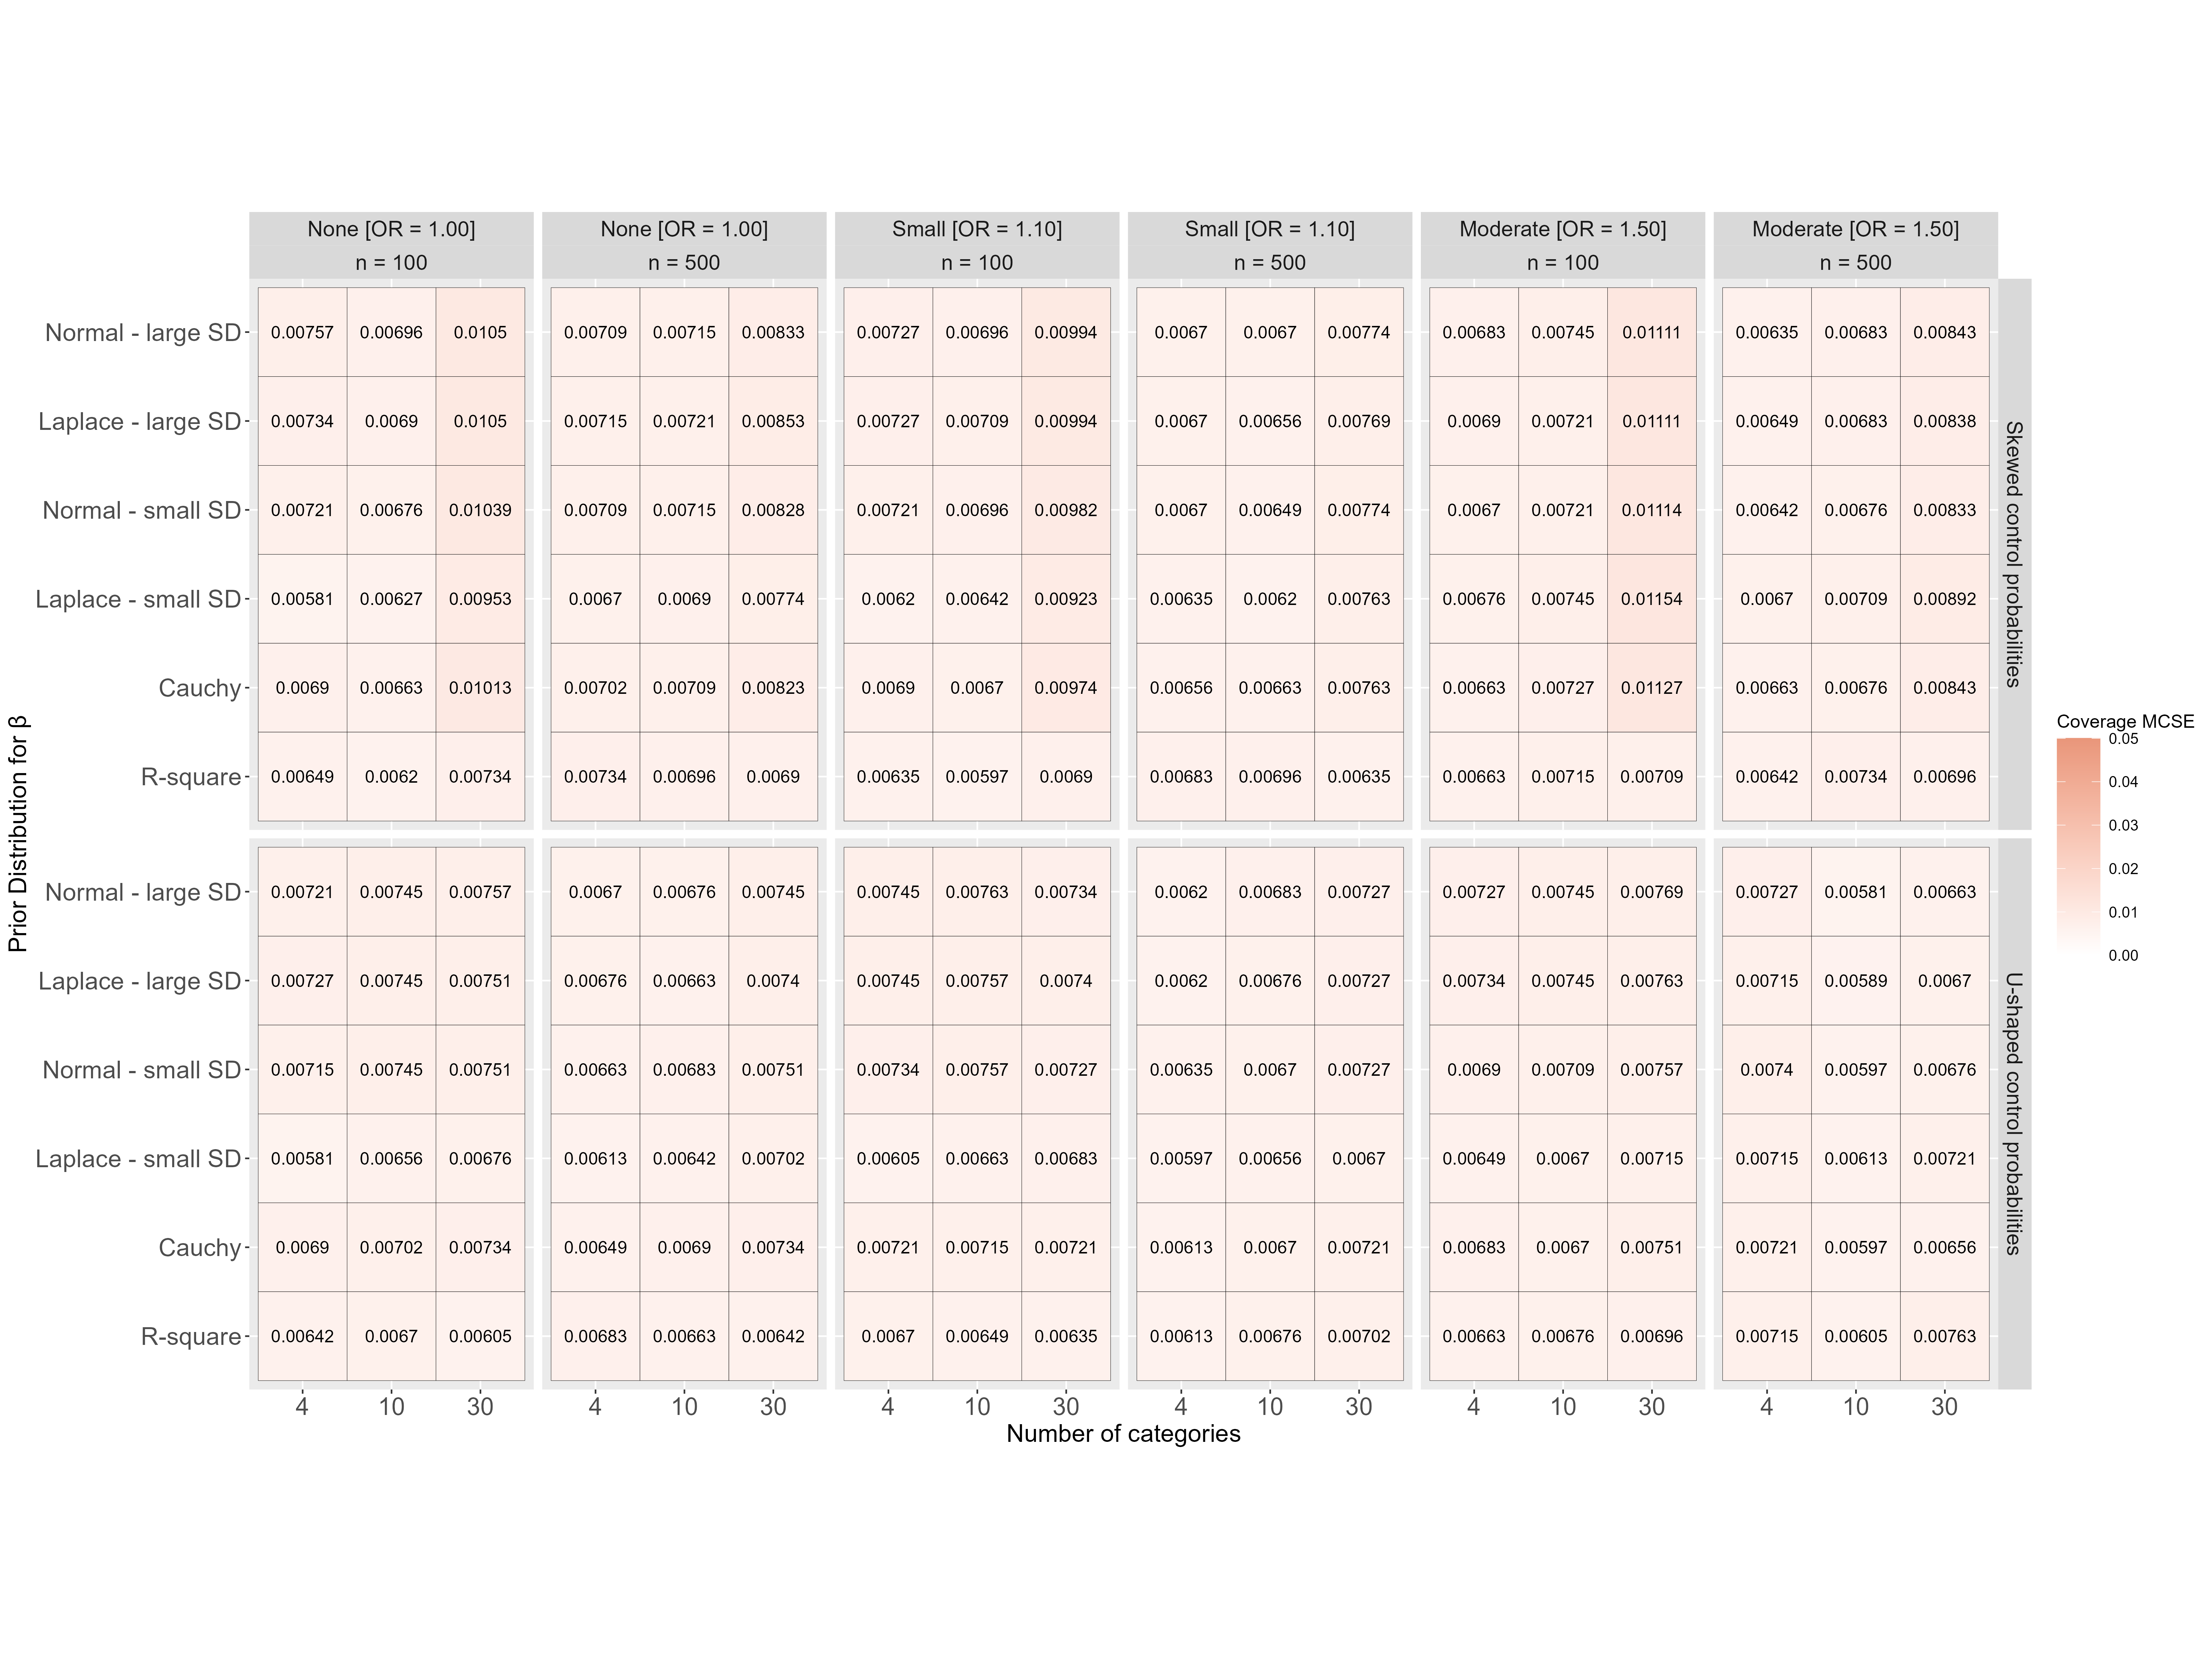 None [OR = 1.00] None [OR = 1.00] Small [OR = 1.10] Small [OR = 1.10] Moderate [OR = 1.50] Moderate [OR = 1.50]
n = 100 n = 500 n = 100 n = 500 n = 100 n = 500
Normal - large SD 0.00757 0.00696 0.0105 0.00709 0.00715 0.00833 0.00727 0.00696 0.00994 0.0067 0.0067 0.00774 0.00683 0.00745 0.01111 0.00635 0.00683 0.00843
Laplace - large SD 0.00734 0.0069 0.0105 0.00715 0.00721 0.00853 0.00727 0.00709 0.00994 0.0067 0.00656 0.00769 0.0069 0.00721 0.01111 0.00649 0.00683 0.00838
Normal - small SD 0.00721 0.00676 0.01039 0.00709 0.00715 0.00828 0.00721 0.00696 0.00982 0.0067 0.00649 0.00774 0.0067 0.00721 0.01114 0.00642 0.00676 0.00833
Laplace - small SD 0.00581 0.00627 0.00953 0.0067 0.0069 0.00774 0.0062 0.00642 0.00923 0.00635 0.0062 0.00763 0.00676 0.00745 0.01154 0.0067 0.00709 0.00892
Cauchy 0.0069 0.00663 0.01013 0.00702 0.00709 0.00823 0.0069 0.0067 0.00974 0.00656 0.00663 0.00763 0.00663 0.00727 0.01127 0.00663 0.00676 0.00843
R-square 0.00649 0.0062 0.00734 0.00734 0.00696 0.0069 0.00635 0.00597 0.0069 0.00683 0.00696 0.00635 0.00663 0.00715 0.00709 0.00642 0.00734 0.00696
Skewed control probabilities
Normal - large SD 0.00721 0.00745 0.00757 0.0067 0.00676 0.00745 0.00745 0.00763 0.00734 0.0062 0.00683 0.00727 0.00727 0.00745 0.00769 0.00727 0.00581 0.00663
Laplace - large SD 0.00727 0.00745 0.00751 0.00676 0.00663 0.0074 0.00745 0.00757 0.0074 0.0062 0.00676 0.00727 0.00734 0.00745 0.00763 0.00715 0.00589 0.0067
Normal - small SD 0.00715 0.00745 0.00751 0.00663 0.00683 0.00751 0.00734 0.00757 0.00727 0.00635 0.0067 0.00727 0.0069 0.00709 0.00757 0.0074 0.00597 0.00676
Laplace - small SD 0.00581 0.00656 0.00676 0.00613 0.00642 0.00702 0.00605 0.00663 0.00683 0.00597 0.00656 0.0067 0.00649 0.0067 0.00715 0.00715 0.00613 0.00721
Cauchy 0.0069 0.00702 0.00734 0.00649 0.0069 0.00734 0.00721 0.00715 0.00721 0.00613 0.0067 0.00721 0.00683 0.0067 0.00751 0.00721 0.00597 0.00656
R-square 0.00642 0.0067 0.00605 0.00683 0.00663 0.00642 0.0067 0.00649 0.00635 0.00613 0.00676 0.00702 0.00663 0.00676 0.00696 0.00715 0.00605 0.00763
U-shaped control probabilities
4 10 30 4 10 30 4 10 30 4 10 30 4 10 30 4 10 30
Number of categories
Prior Distribution for β
Coverage MCSE
0.05
0.04
0.03
0.02
0.01
0.00